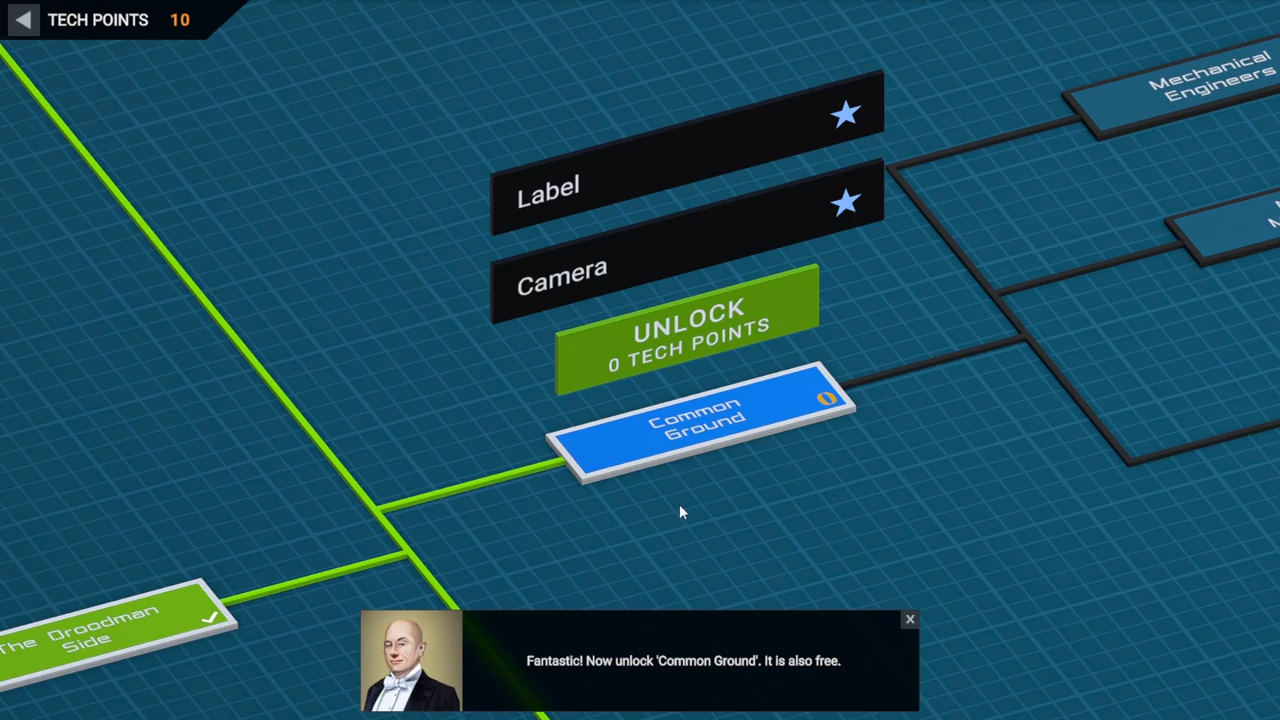 TECH POINTS 10
Mechanical
Engineers
Label
Camera
UNLOCK
0 TECH POINTS
Common
Ground
0
The Droodman
Side
X
Fantastic! Now unlock 'Common Ground'. It is also free.